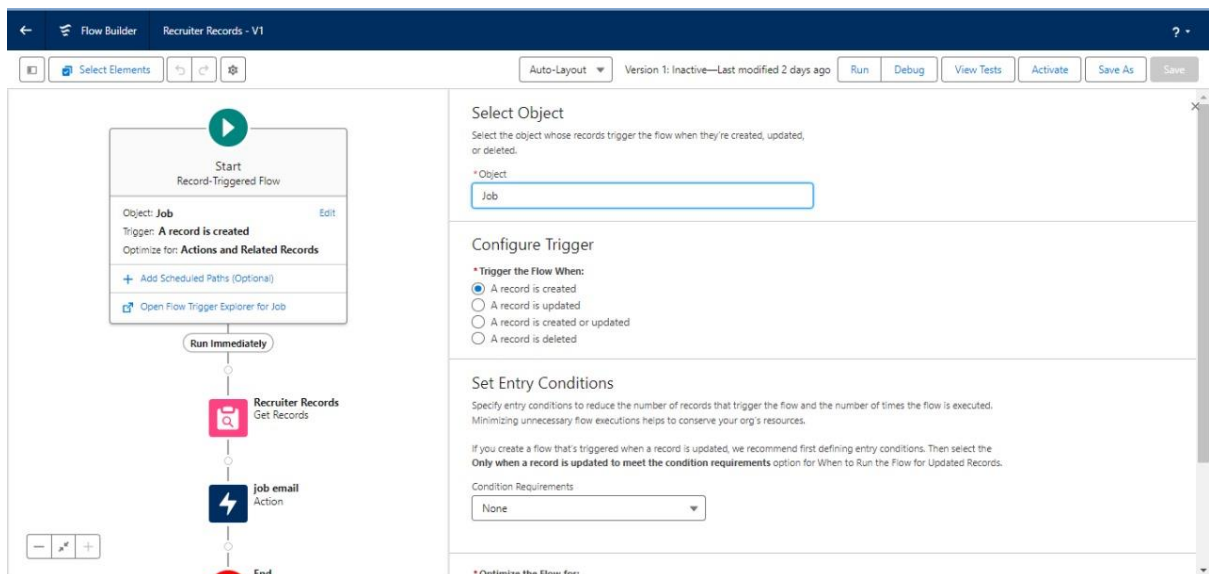 Flow Builder Recruiter Records - V1 ?
Select Elements Auto-Layout Version 1: Inactive—Last modified 2 days ago Run Debug View Tests Activate Save As Save
Start
Record-Triggered Flow
Object: Job Edit
Trigger: A record is created
Optimize for: Actions and Related Records
+ Add Scheduled Paths (Optional)
Open Flow Trigger Explorer for Job
Run Immediately
Recruiter Records
Get Records
job email
Action
End
Select Object
Select the object whose records trigger the flow when they're created, updated,
or deleted.
*Object
Job
Configure Trigger
*Trigger the Flow When:
A record is created
A record is updated
A record is created or updated
A record is deleted
Set Entry Conditions
Specify entry conditions to reduce the number of records that trigger the flow and the number of times the flow is executed.
Minimizing unnecessary flow executions helps to conserve your org's resources.
If you create a flow that's triggered when a record is updated, we recommend first defining entry conditions. Then select the
Only when a record is updated to meet the condition requirements option for When to Run the Flow for Updated Records.
Condition Requirements
None
*Optimize the Flow for: